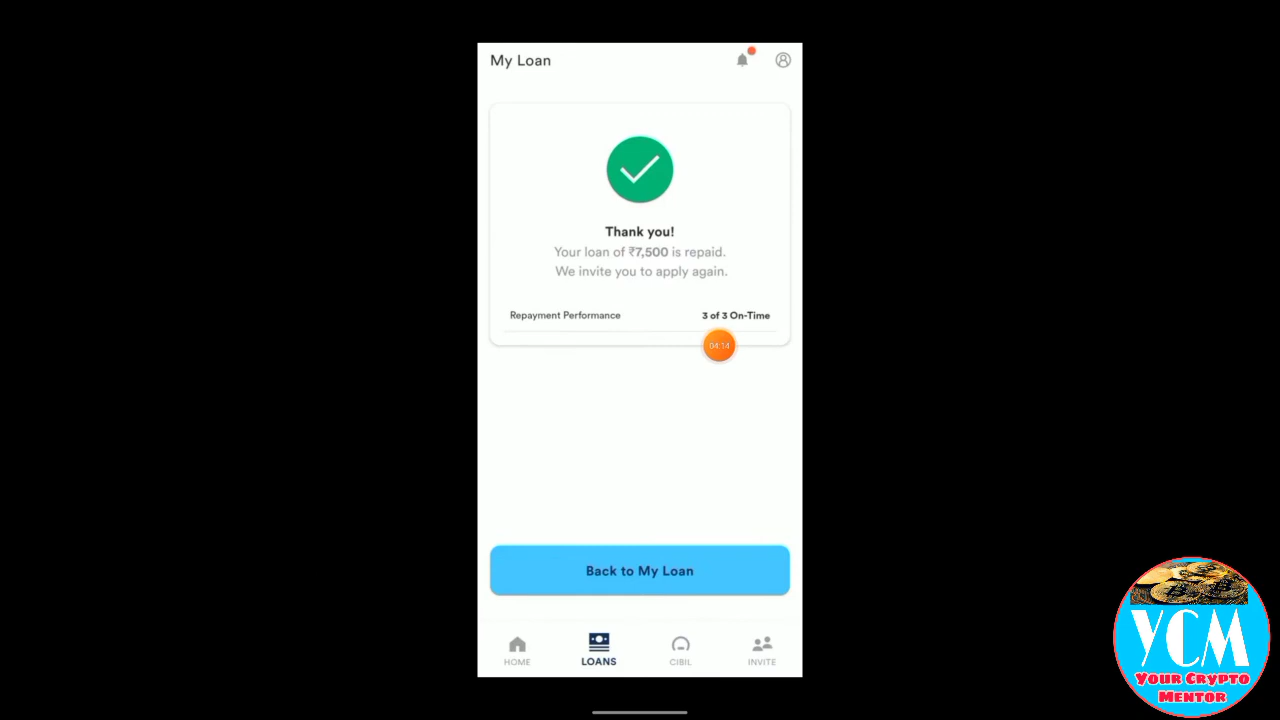 My Loan
Thank you!
Your loan of ₹7,500 is repaid.
We invite you to apply again.
Repayment Performance 3 of 3 On-Time
04:14
Back to My Loan
HOME LOANS CIBIL INVITE
YCM
Your Crypto
Mentor